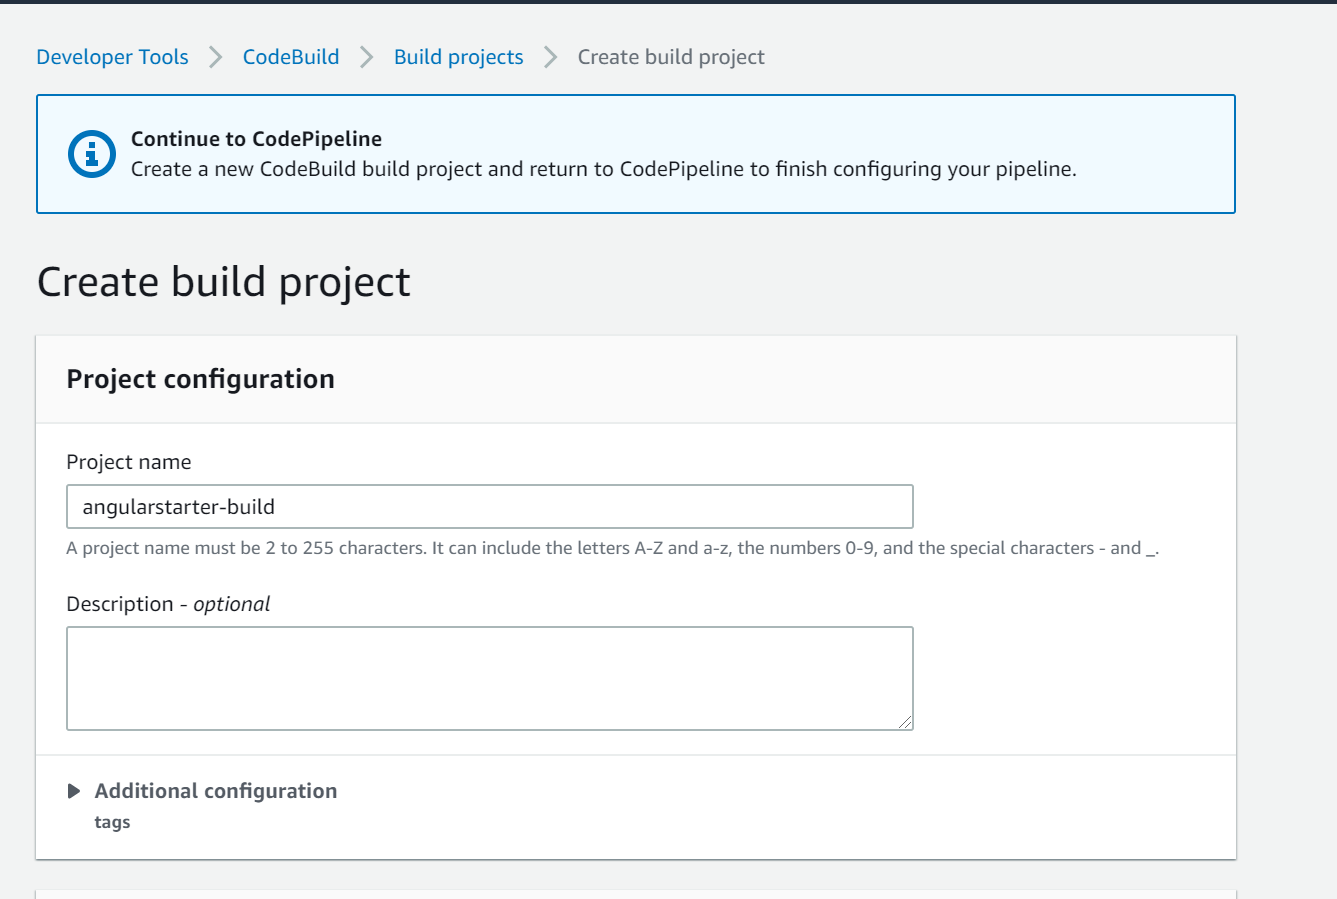 Developer Tools > CodeBuild > Build projects > Create build project
Continue to CodePipeline
Create a new CodeBuild build project and return to CodePipeline to finish configuring your pipeline.
Create build project
Project configuration
Project name
angularstarter-build
A project name must be 2 to 255 characters. It can include the letters A-Z and a-z, the numbers 0-9, and the special characters - and _.
Description - optional
Additional configuration
tags